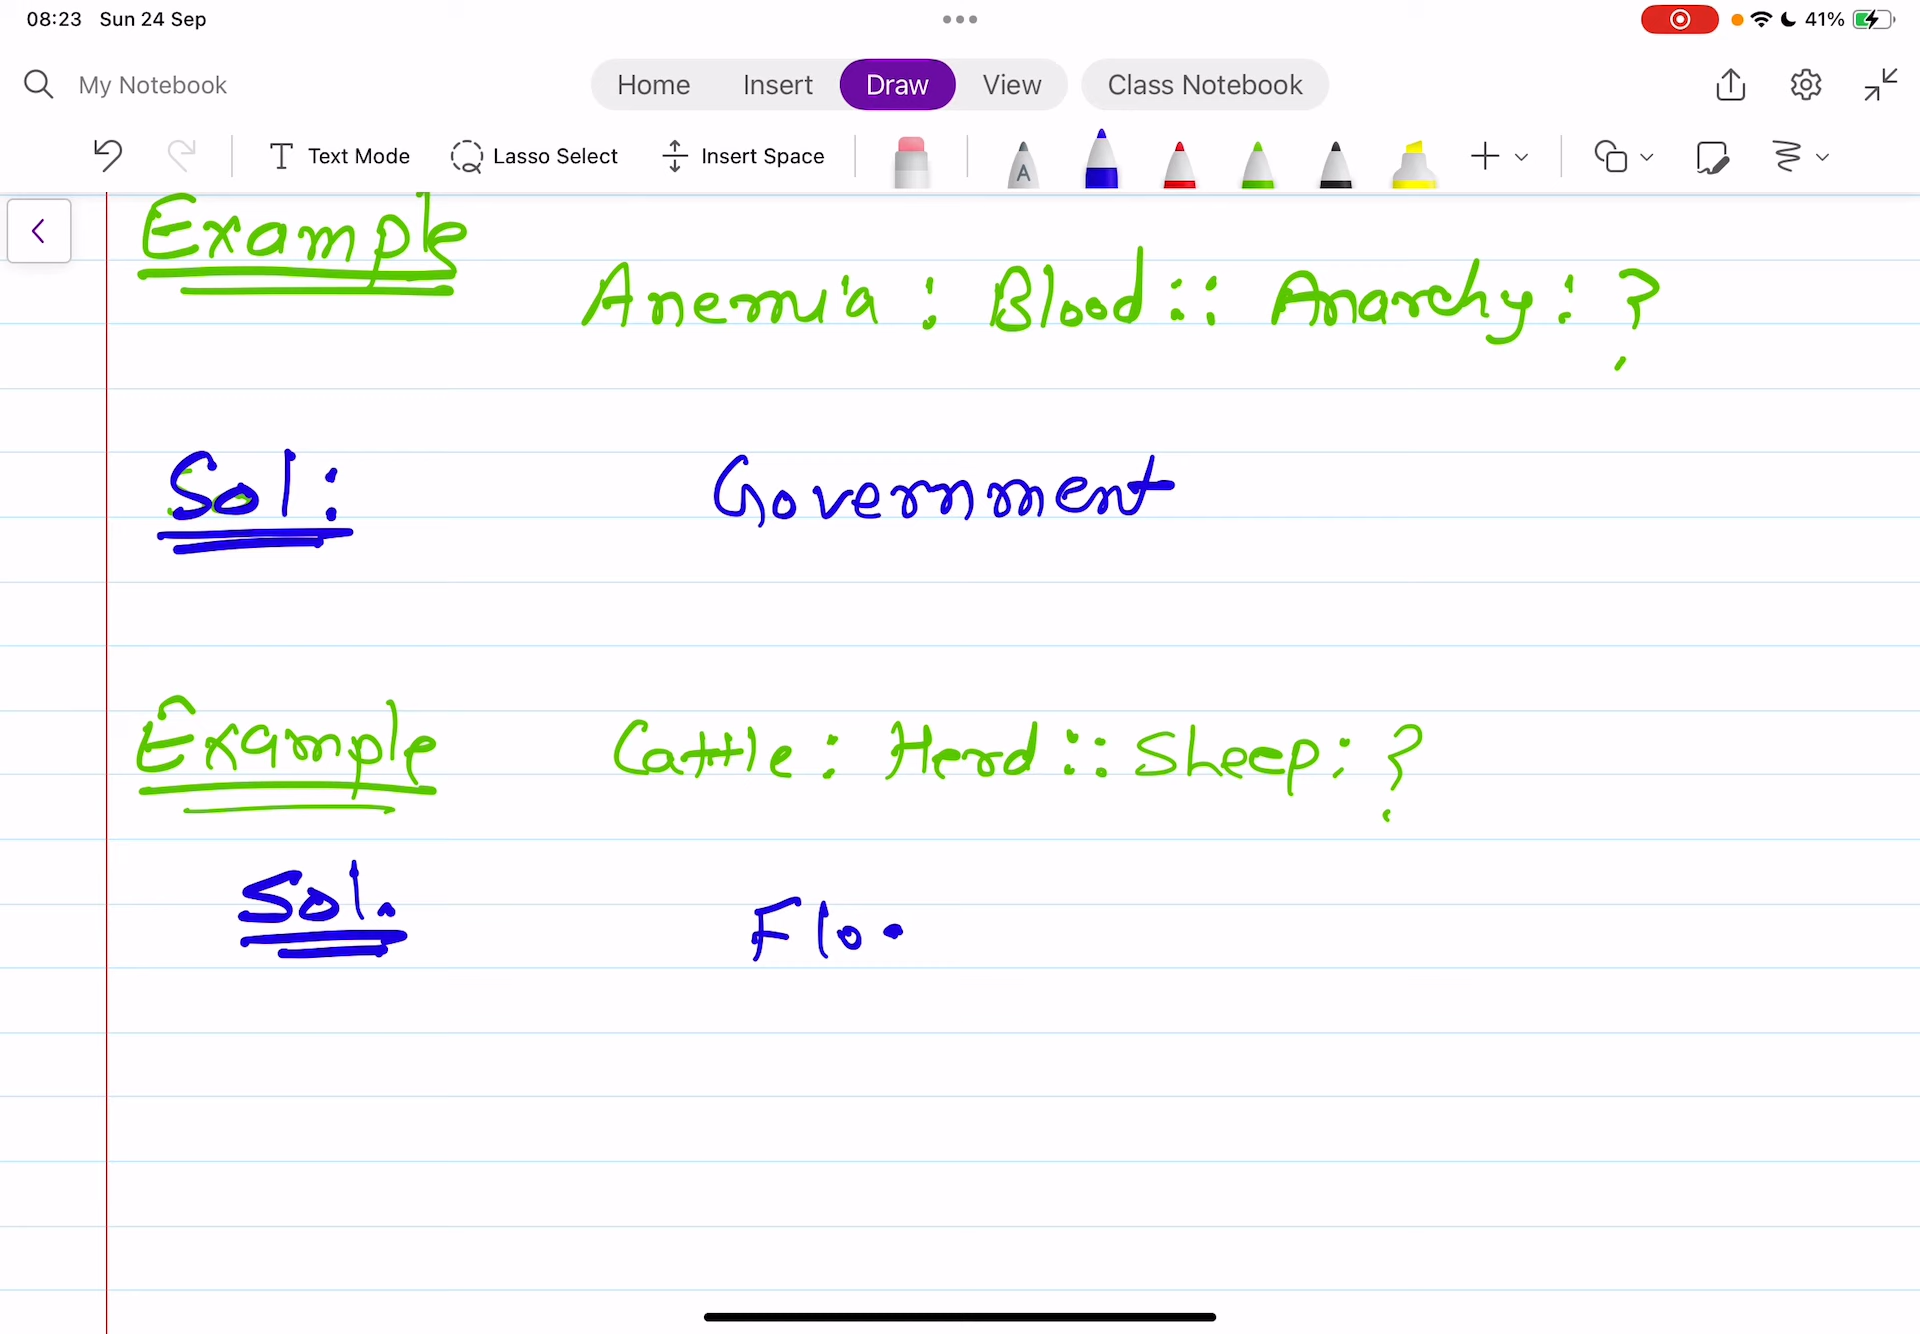 08:23 Sun 24 Sep 41%
My Notebook Home Insert Draw View Class Notebook
Text Mode Lasso Select Insert Space A
Example
Anemia : Blood :: Anarchy : ?
Sol : Government
Example Cattle : Herd :: Sheep : ?
Sol. Flo